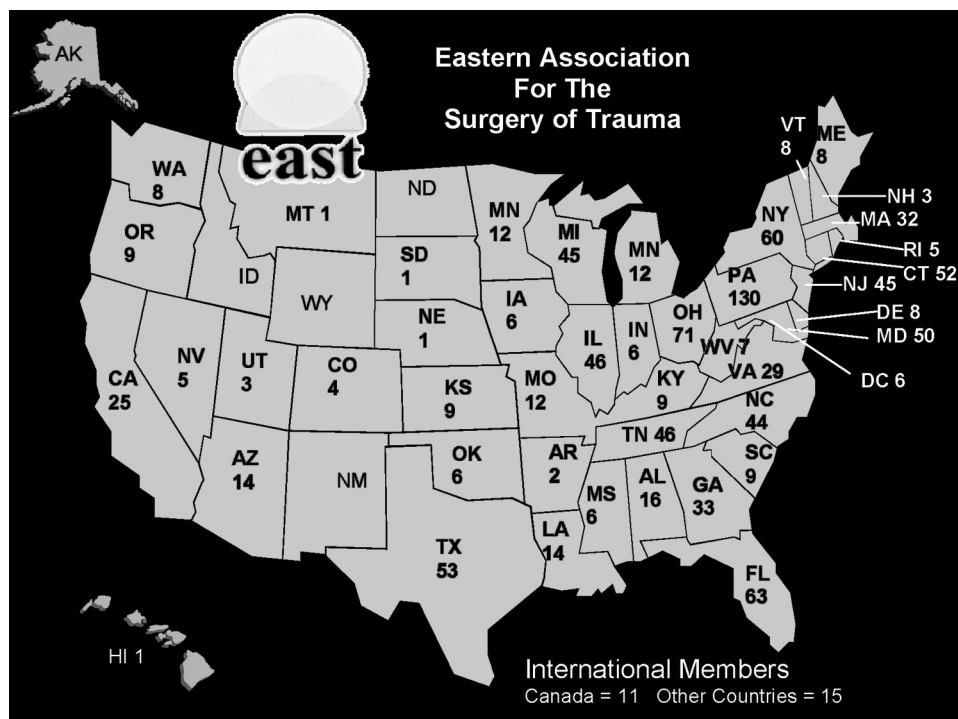 AK
east
Eastern Association
For The
Surgery of Trauma
VT
8
ME
8
WA
8
MT 1
ND
MN
12
MI
45
MN
12
NY
60
NH 3
MA 32
RI 5
CT 52
NJ 45
OR
9
ID
SD
1
WY
IA
6
PA
130
DE 8
MD 50
DC 6
NE
1
OH
71
IL
46
IN
6
WV 7
VA 29
NV
5
UT
3
CO
4
CA
25
KS
9
MO
12
KY
9
NC
44
TN 46
AZ
14
NM
OK
6
AR
2
SC
9
MS
6
AL
16
GA
33
TX
53
LA
14
FL
63
HI 1
International Members
Canada = 11 Other Countries = 15